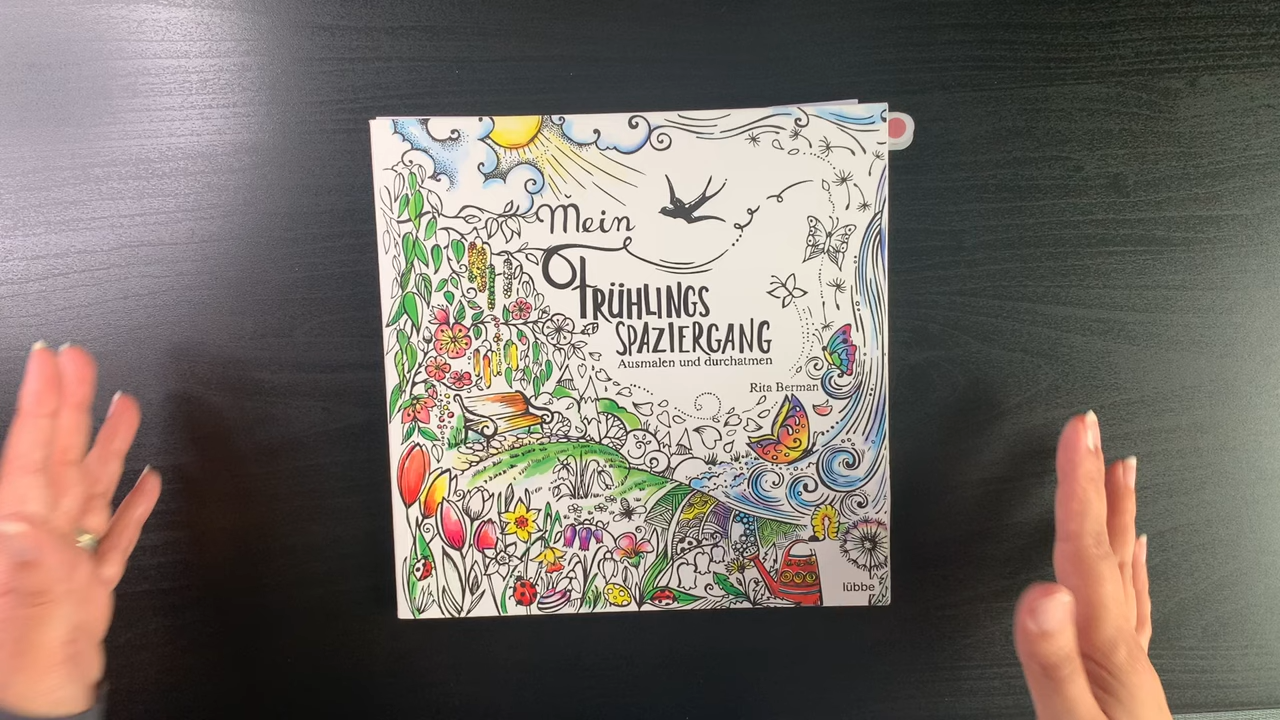 Mein
FRÜHLINGS
SPAZIERGANG
Ausmalen und durchatmen
Rita Berman
lübbe